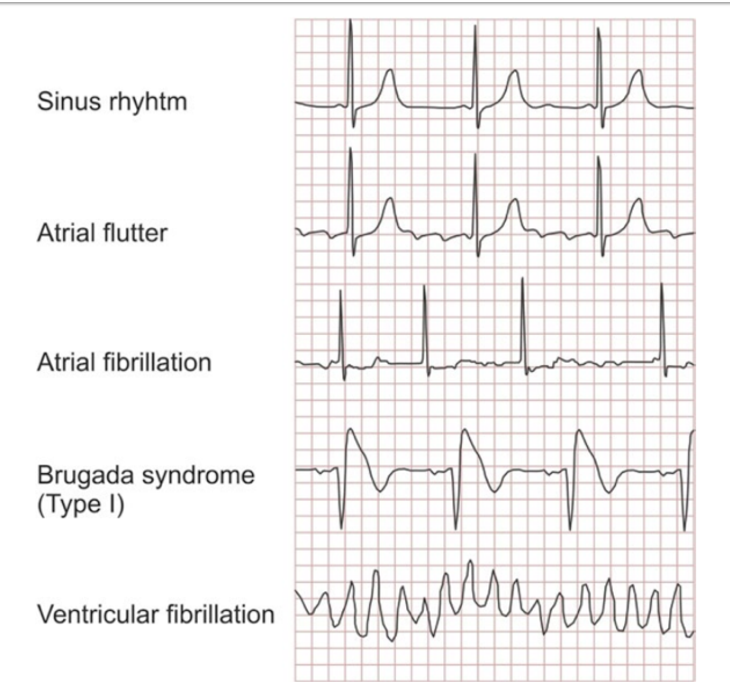 Sinus rhyhtm
Atrial flutter
Atrial fibrillation
Brugada syndrome
(Type I)
Ventricular fibrillation